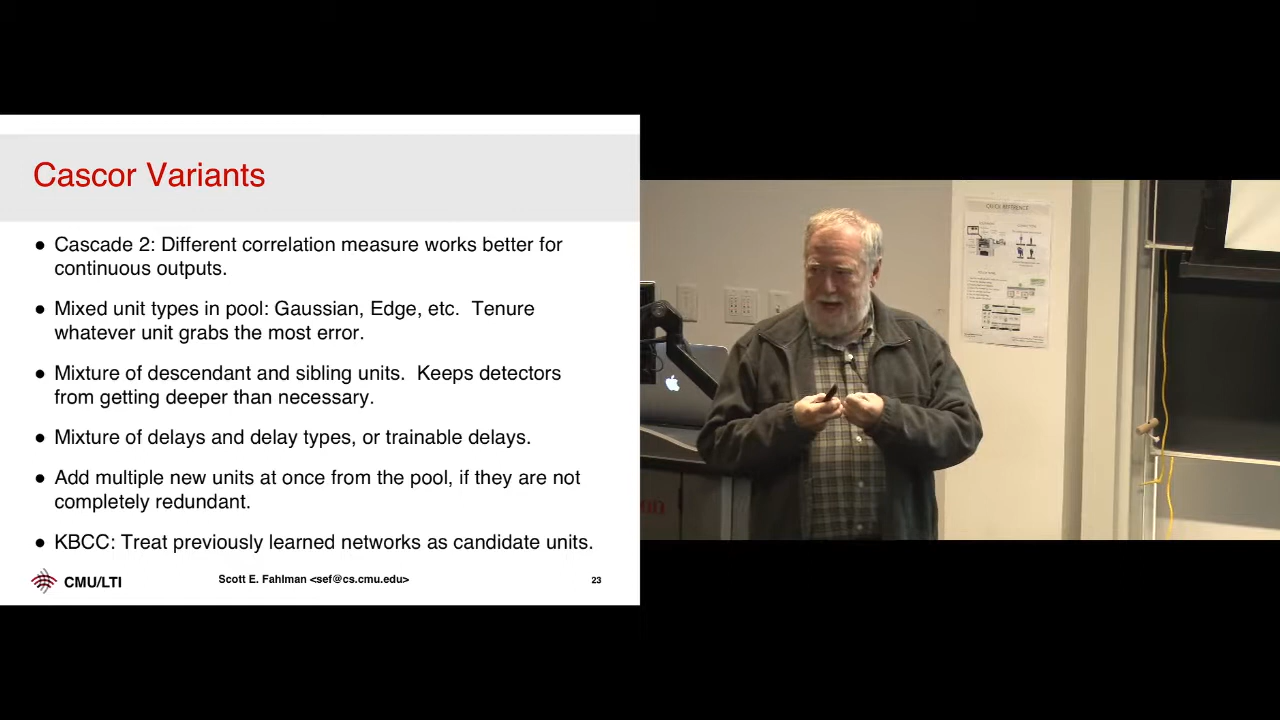 Cascor Variants
● Cascade 2: Different correlation measure works better for
continuous outputs.
● Mixed unit types in pool: Gaussian, Edge, etc. Tenure
whatever unit grabs the most error.
● Mixture of descendant and sibling units. Keeps detectors
from getting deeper than necessary.
● Mixture of delays and delay types, or trainable delays.
● Add multiple new units at once from the pool, if they are not
completely redundant.
● KBCC: Treat previously learned networks as candidate units.
CMU/LTI
Scott E. Fahlman <sef@cs.cmu.edu>
23
QUICK REFERENCE